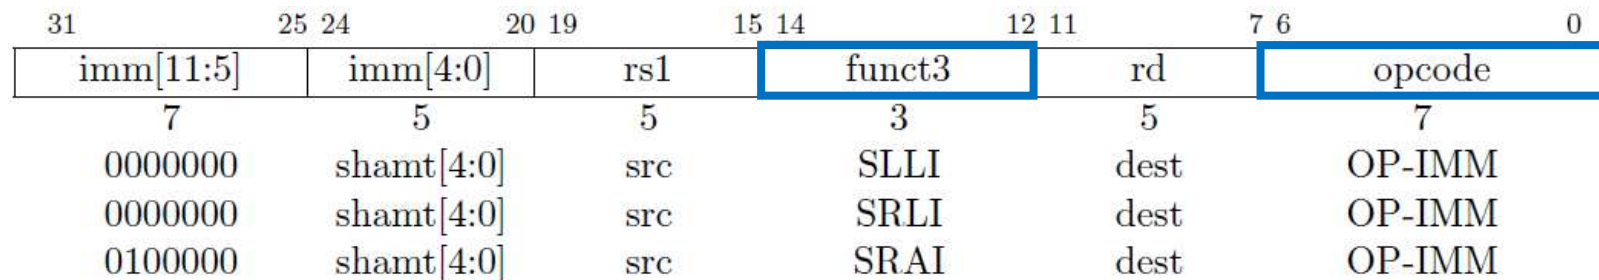 31 25 24 20 19 15 14 12 11 7 6 0
imm[11:5] imm[4:0] rs1 funct3 rd opcode
7 5 5 3 5 7
0000000 shamt[4:0] src SLLI dest OP-IMM
0000000 shamt[4:0] src SRLI dest OP-IMM
0100000 shamt[4:0] src SRAI dest OP-IMM